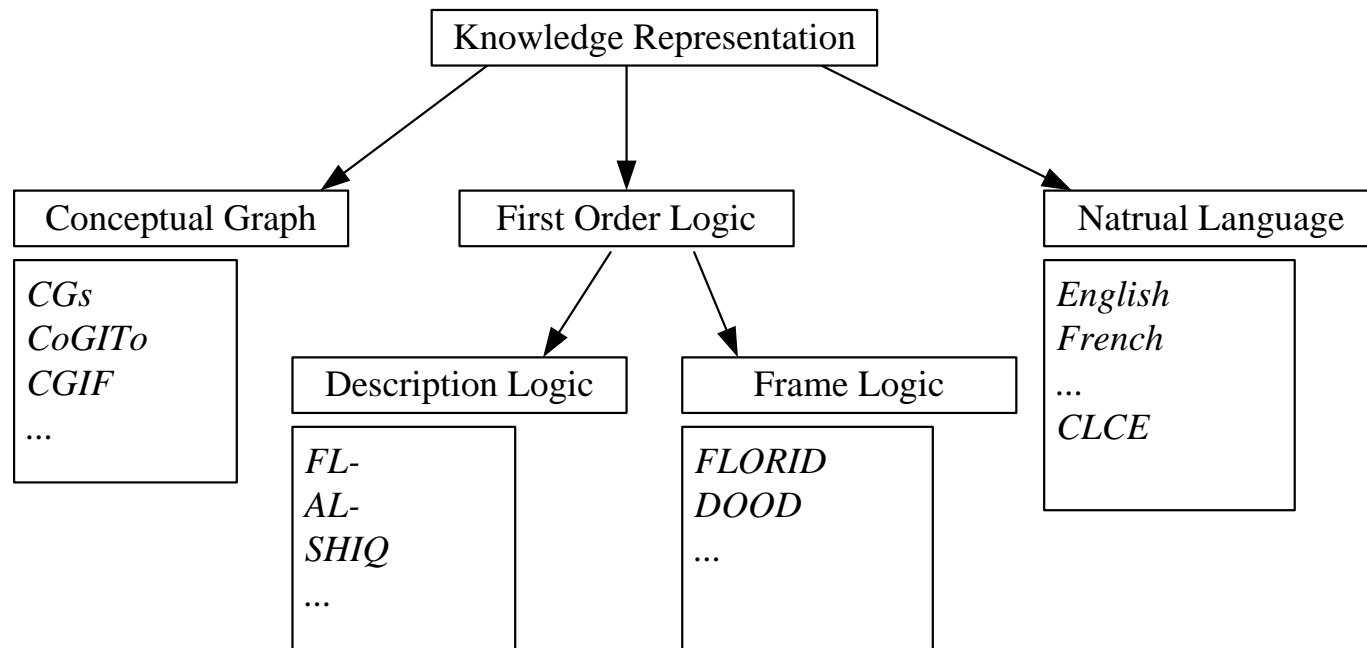 Knowledge Representation
Conceptual Graph
First Order Logic
Natrual Language
CGs
CoGITo
CGIF
...
English
French
...
CLCE
Description Logic
Frame Logic
FL-
AL-
SHIQ
...
FLORID
DOOD
...